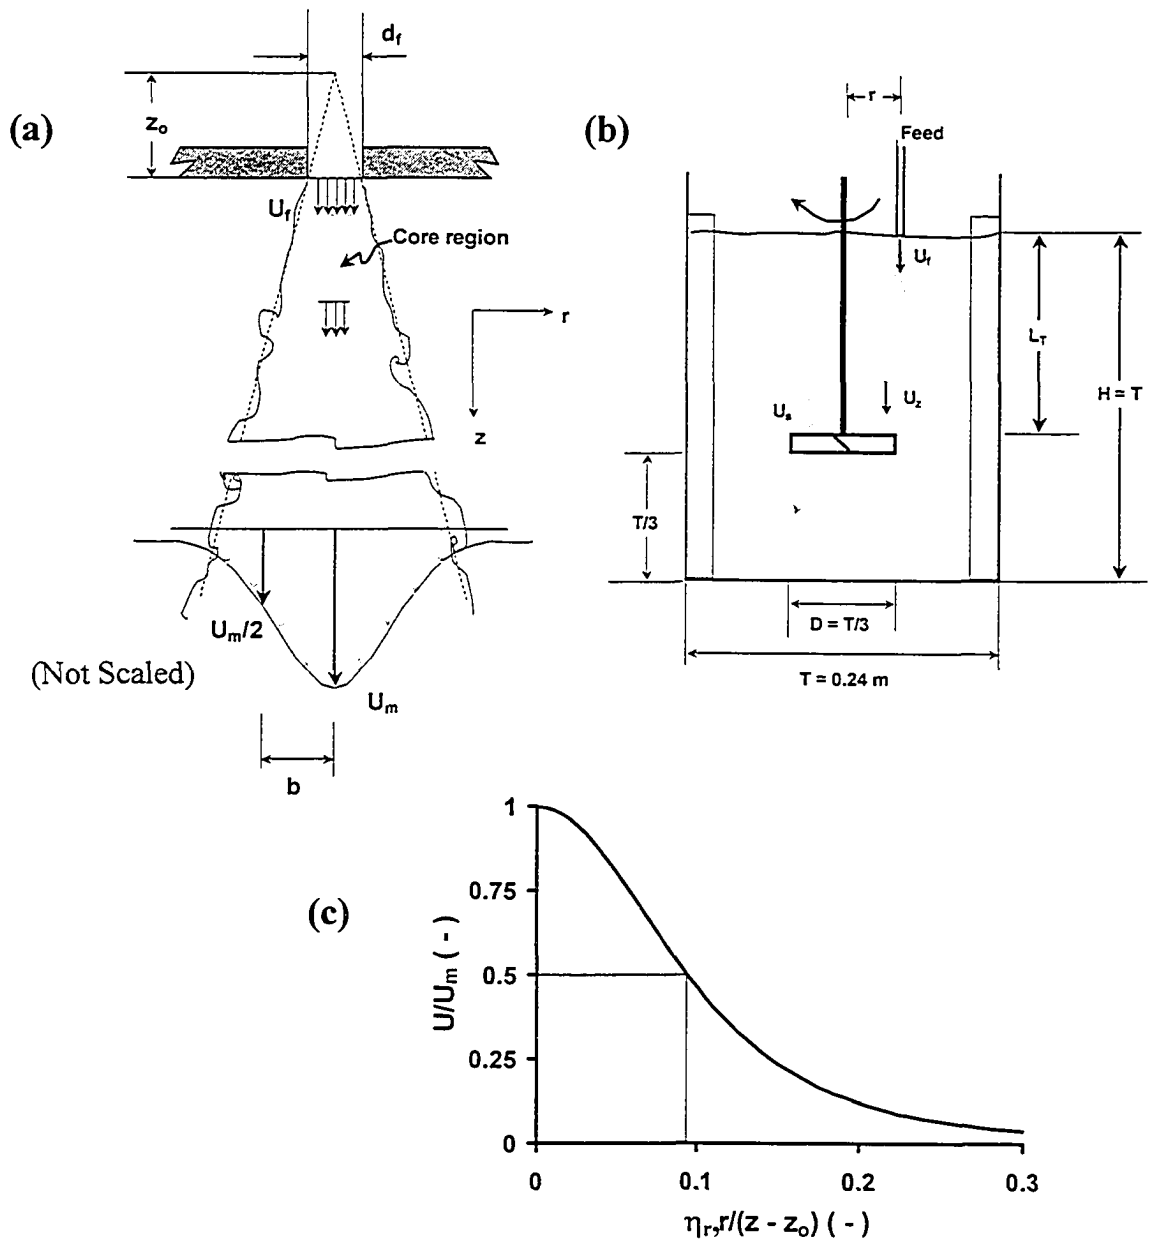 (a)
d_f
z_o
U_f
Core region
r
z
U_m/2
U_m
(Not Scaled)
b
(b)
r
Feed
U_f
L_T
H = T
U_s
U_z
T/3
D = T/3
T = 0.24 m
(c)
1
0.75
0.5
0.25
0
U/U_m ( - )
0 0.1 0.2 0.3
η_r,r/(z - z_o) ( - )